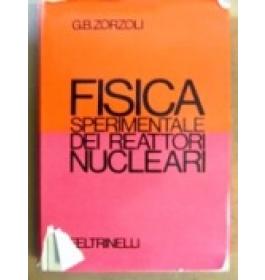 G.B. ZORZOLI
FISICA
SPERIMENTALE
DEI REATTORI
NUCLEARI
FELTRINELLI